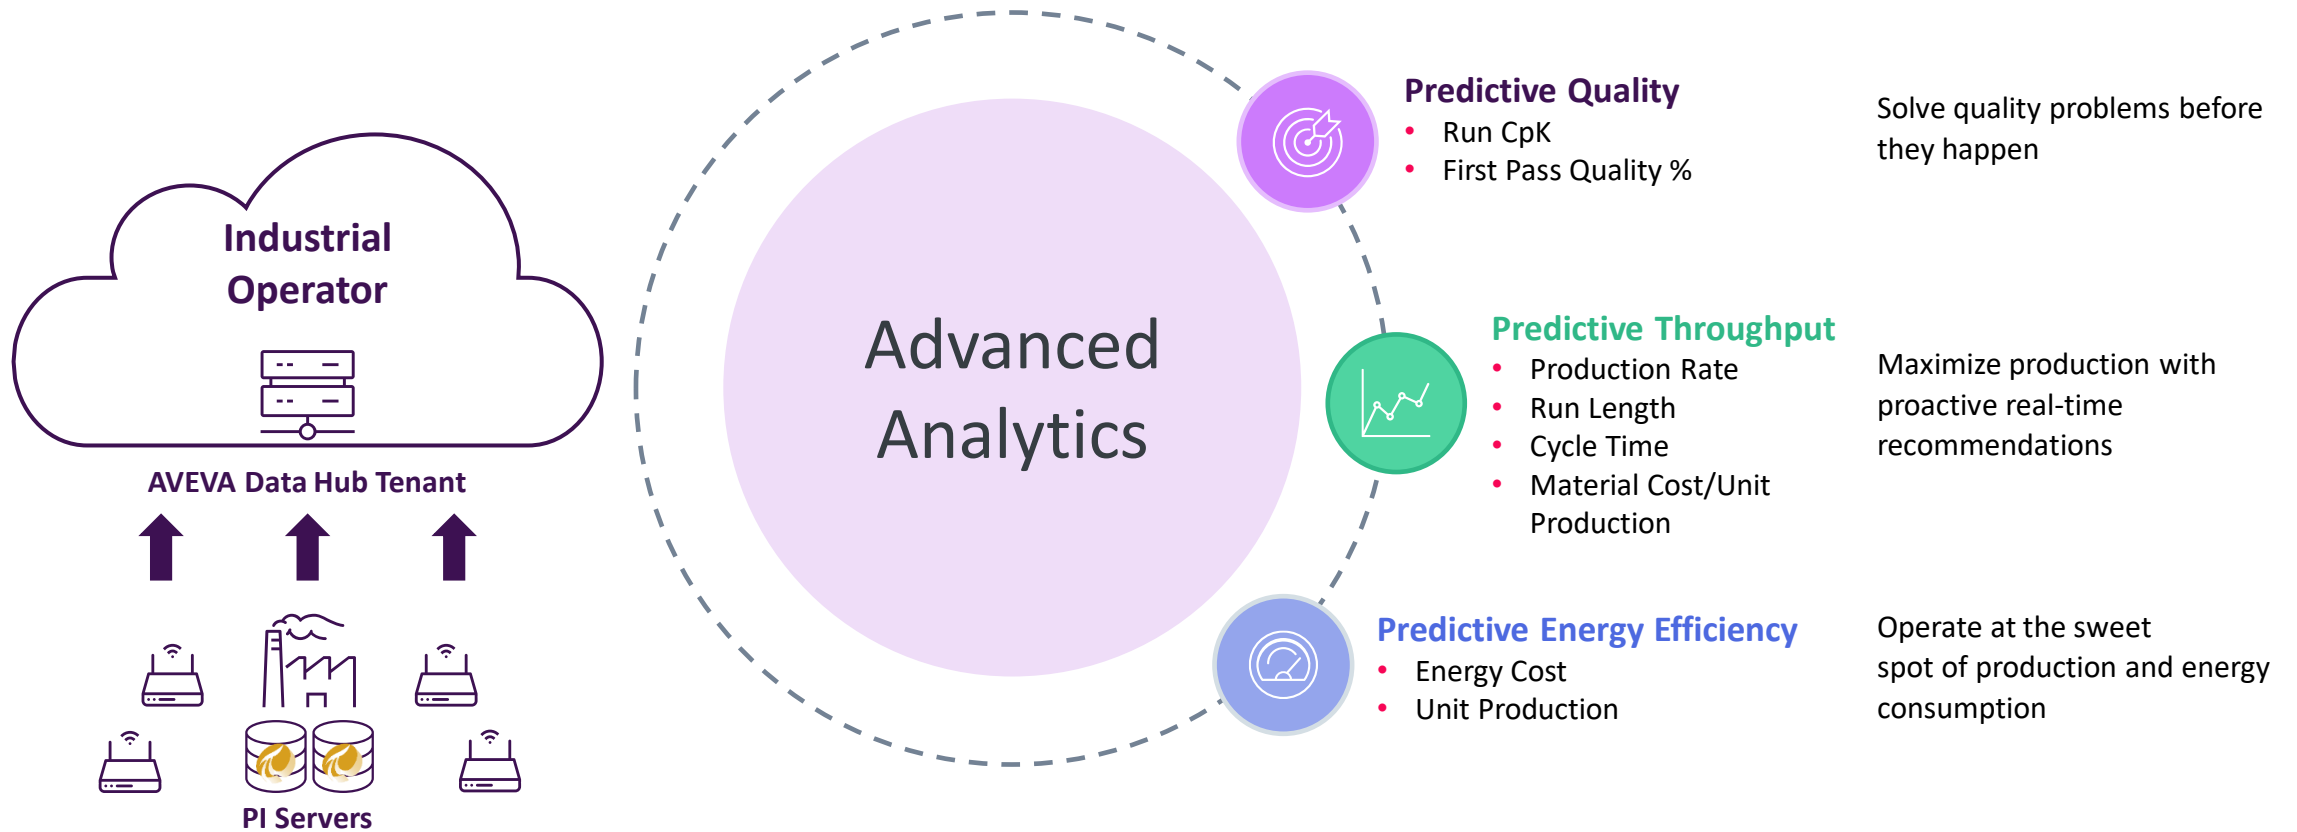 Industrial
Operator
AVEVA Data Hub Tenant
PI Servers
Advanced
Analytics
Predictive Quality
• Run CpK
• First Pass Quality %
Solve quality problems before
they happen
Predictive Throughput
• Production Rate
• Run Length
• Cycle Time
• Material Cost/Unit
Production
Maximize production with
proactive real-time
recommendations
Predictive Energy Efficiency
• Energy Cost
• Unit Production
Operate at the sweet
spot of production and energy
consumption